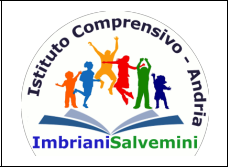 Istituto Comprensivo - Andria
ImbrianiSalvemini